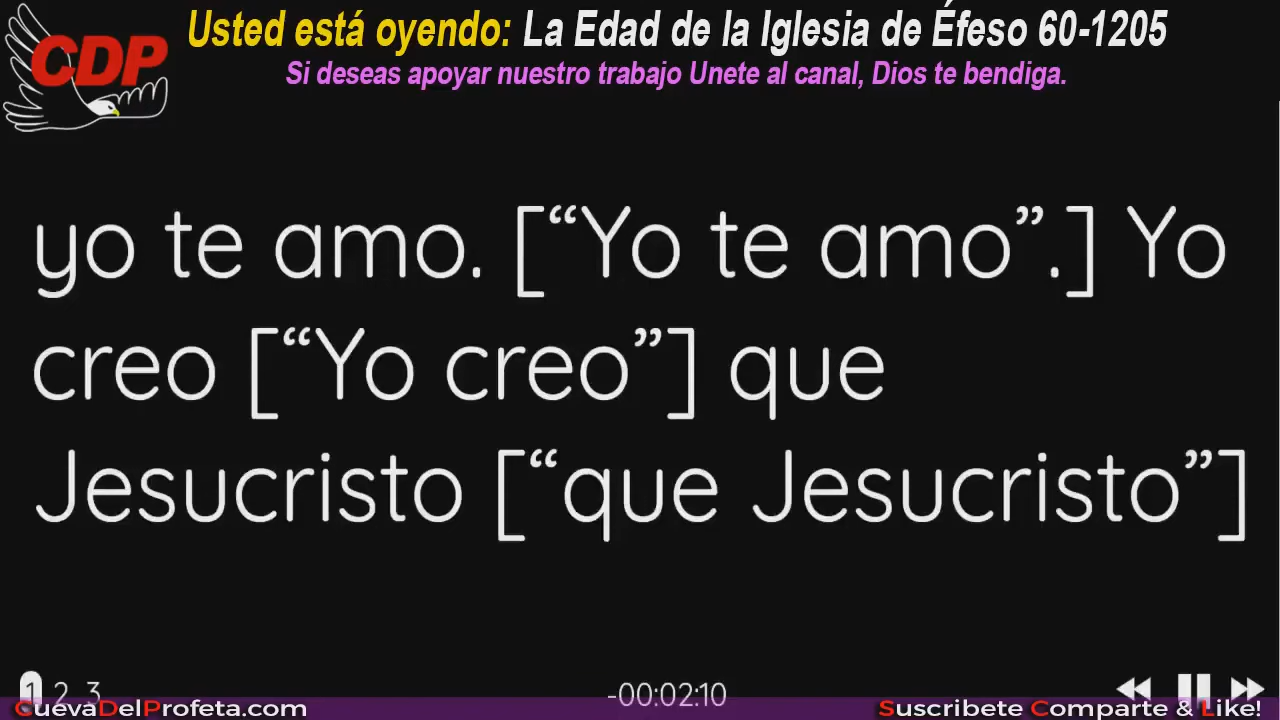 CDP
Usted está oyendo: La Edad de la Iglesia de Éfeso 60-1205
Si deseas apoyar nuestro trabajo Unete al canal, Dios te bendiga.
yo te amo. [“Yo te amo”.] Yo
creo [“Yo creo”] que
Jesucristo [“que Jesucristo”]
1 2 3
-00:02:10
CuevaDelProfeta.com
Suscribete Comparte & Like!